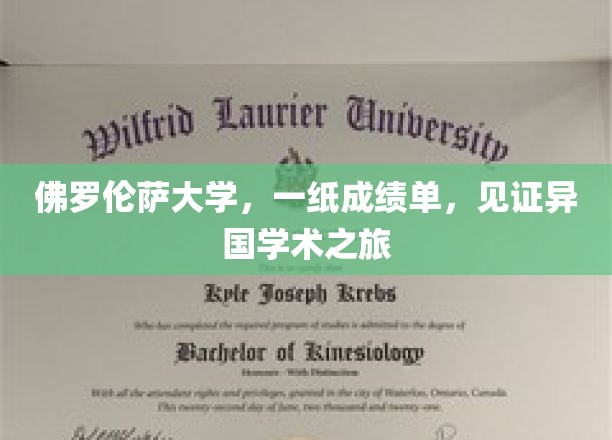 Wilfrid Laurier University
佛罗伦萨大学，一纸成绩单，见证异
国学术之旅
This is to certify that
Kyle Joseph Krebs
Who has completed the required program of studies is admitted to the degree of
Bachelor of Kinesiology
Honours - With Distinction
With all the attendant rights and privileges, granted in the city of Waterloo, Ontario, Canada
This twenty-second day of June, two thousand and twenty-one.